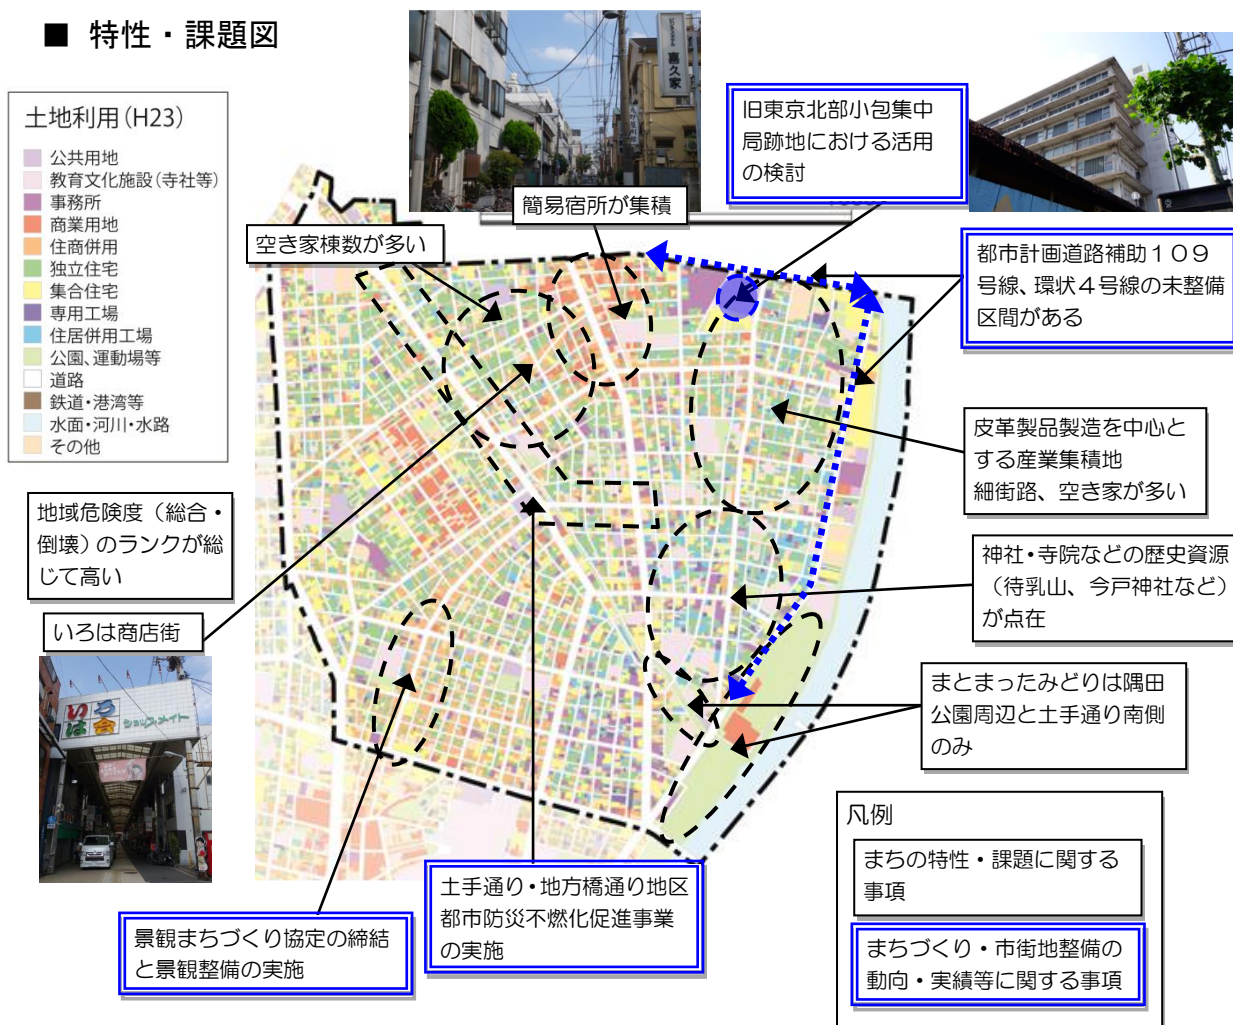 ■ 特性・課題図
土地利用(H23)
公共用地
教育文化施設(寺社等)
事務所
商業用地
住商併用
独立住宅
集合住宅
専用工場
住居併用工場
公園、運動場等
道路
鉄道・港湾等
水面・河川・水路
その他
喜久家
旧東京北部小包集中
局跡地における活用
の検討
簡易宿所が集積
空き家棟数が多い
都市計画道路補助109
号線、環状4号線の未整備
区間がある
皮革製品製造を中心と
する産業集積地
細街路、空き家が多い
地域危険度(総合・
倒壊)のランクが総
じて高い
神社・寺院などの歴史資源
(待乳山、今戸神社など)
が点在
いろは商店街
いろは会
ショップメイト
まとまったみどりは隅田
公園周辺と土手通り南側
のみ
土手通り・地方橋通り地区
都市防災不燃化促進事業
の実施
景観まちづくり協定の締結
と景観整備の実施
凡例
まちの特性・課題に関する
事項
まちづくり・市街地整備の
動向・実績等に関する事項